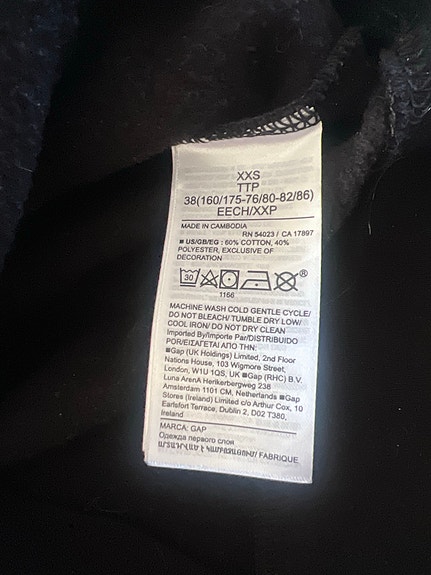 XXS
TTP
38(160/175-76/80-82/86)
EECH/XXP
MADE IN CAMBODIA
RN 54023 / CA 17897
■ US/GB/EG : 60% COTTON, 40%
POLYESTER, EXCLUSIVE OF
DECORATION
30
®
1166
MACHINE WASH COLD GENTLE CYCLE/
DO NOT BLEACH/ TUMBLE DRY LOW/
COOL IRON/ DO NOT DRY CLEAN
Imported By/Importe Par/DISTRIBUIDO
POR/ΕΙΣΑΓΕΤΑΙ ΑΠΟ ΤΗΝ:
■Gap (UK Holdings) Limited, 2nd Floor
Nations House, 103 Wigmore Street,
London, W1U 1QS, UK ■Gap (RHC) B.V.
Luna ArenA Herikerbergweg 238
Amsterdam 1101 CM, Netherlands ■Gap
Stores (Ireland) Limited c/o Arthur Cox, 10
Earlsfort Terrace, Dublin 2, D02 T380,
Ireland
MARCA: GAP
Одежда первого слоя
ԱՐՏԱԴՐՎԱԾ Է ԿԱՄԲՈՋԱՅՈՒՄ/ FABRIQUE